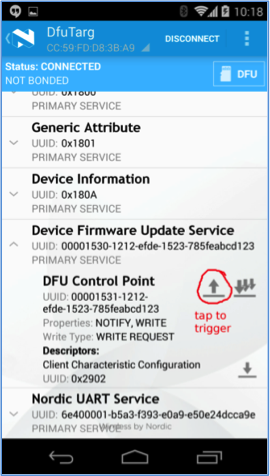 10:18
DfuTarg
CC:59:FD:D8:3B:A9
DISCONNECT
Status: CONNECTED
NOT BONDED
DFU
UUID: 0x1800
PRIMARY SERVICE
Generic Attribute
UUID: 0x1801
PRIMARY SERVICE
Device Information
UUID: 0x180A
PRIMARY SERVICE
Device Firmware Update Service
UUID: 00001530-1212-efde-1523-785feabcd123
PRIMARY SERVICE
DFU Control Point
UUID: 00001531-1212-
efde-1523-785feabcd123
Properties: NOTIFY, WRITE
Write Type: WRITE REQUEST
tap to
trigger
Descriptors:
Client Characteristic Configuration
UUID: 0x2902
Nordic UART Service
UUID: 6e400001-b5a3-f393-e0a9-e50e24dcca9e
PRIMARY SERVICE
Wireless by Nordic